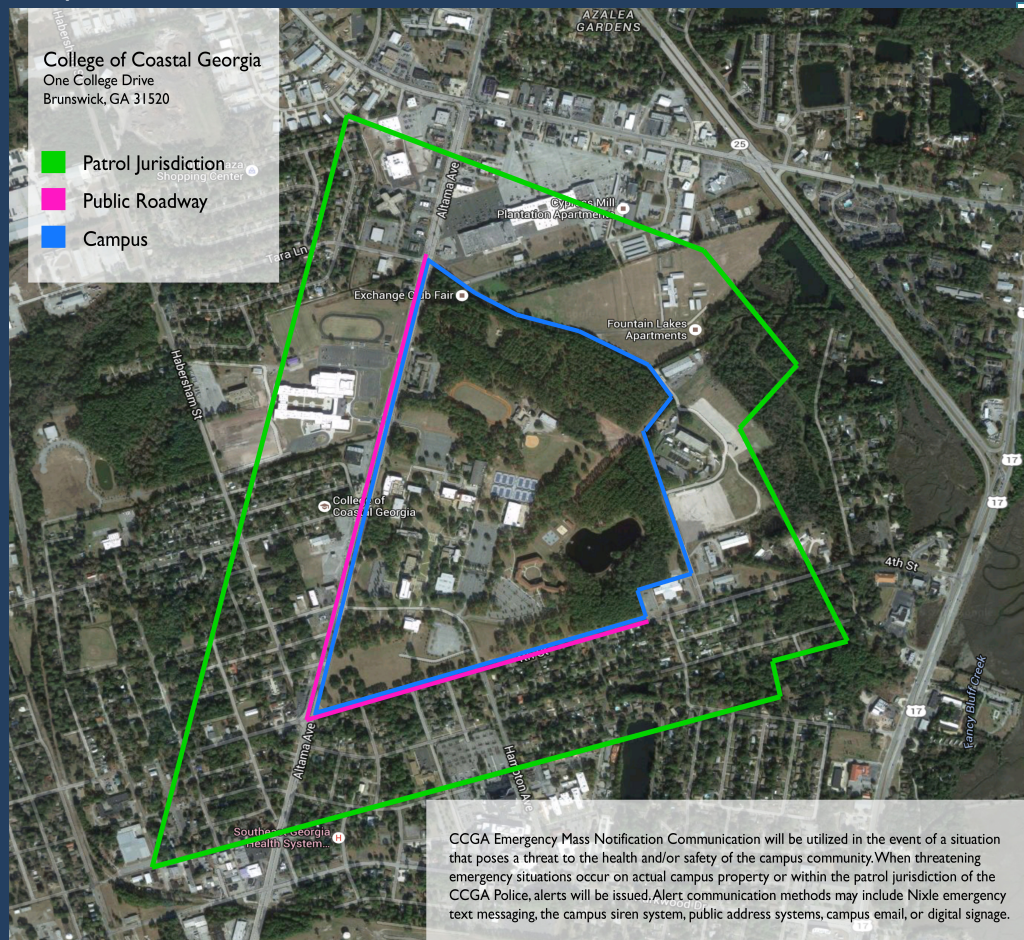 AZALEA
GARDENS
Habersh
College of Coastal Georgia
One College Drive
Brunswick, GA 31520
Patrol Jurisdiction
Public Roadway
Campus
aza
Shopping Center
25
Altama Ave
Cypress Mill
Plantation Apartments
Tara Ln
Exchange Club Fair
Fountain Lakes
Apartments
Habersham St
17
17
College of
Coastal Georgia
4th St
17
Fancy Bluff Creek
Altama Ave
Hampton Av
Southeast Georgia
Health System...
H
CCGA Emergency Mass Notification Communication will be utilized in the event of a situation
that poses a threat to the health and/or safety of the campus community. When threatening
emergency situations occur on actual campus property or within the patrol jurisdiction of the
CCGA Police, alerts will be issued. Alert communication methods may include Nixle emergency
text messaging, the campus siren system, public address systems, campus email, or digital signage.
17